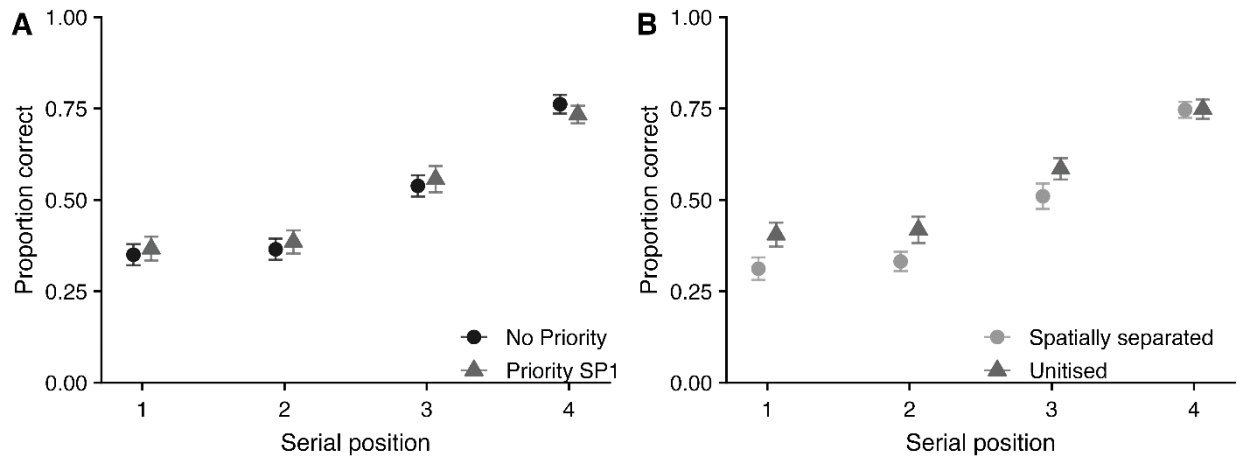 A
1.00
0.75
0.50
0.25
0.00
Proportion correct
No Priority
Priority SP1
1 2 3 4
Serial position
B
1.00
0.75
0.50
0.25
0.00
Proportion correct
Spatially separated
Unitised
1 2 3 4
Serial position